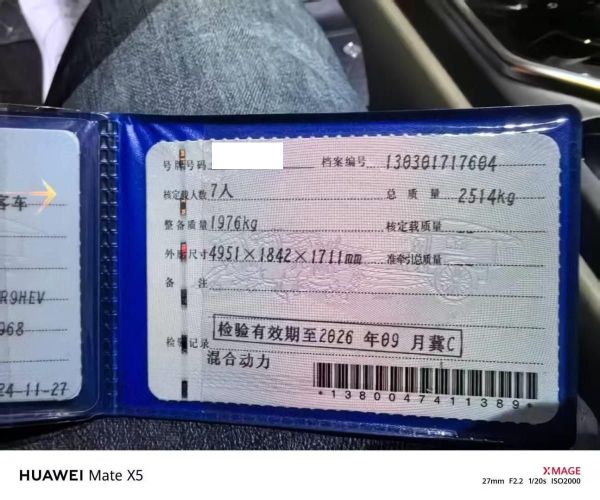 客车
R9HEV
968
24-11-27
号牌号码 档案编号 130301717604
核定载人数 7人 总质量 2514kg
整备质量 1976kg 核定载质量 --
外廓尺寸 4951×1842×1711mm 准牵引总质量 --
备注
检验记录 检验有效期至2026 年09 月冀C
混合动力
*1380047411389*
HUAWEI Mate X5
XMAGE
27mm F2.2 1/20s ISO2000